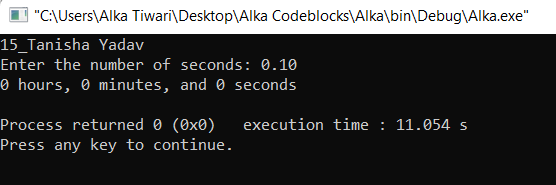 "C:\Users\Alka Tiwari\Desktop\Alka Codeblocks\Alka\bin\Debug\Alka.exe"
15_Tanisha Yadav
Enter the number of seconds: 0.10
0 hours, 0 minutes, and 0 seconds
Process returned 0 (0x0)   execution time : 11.054 s
Press any key to continue.